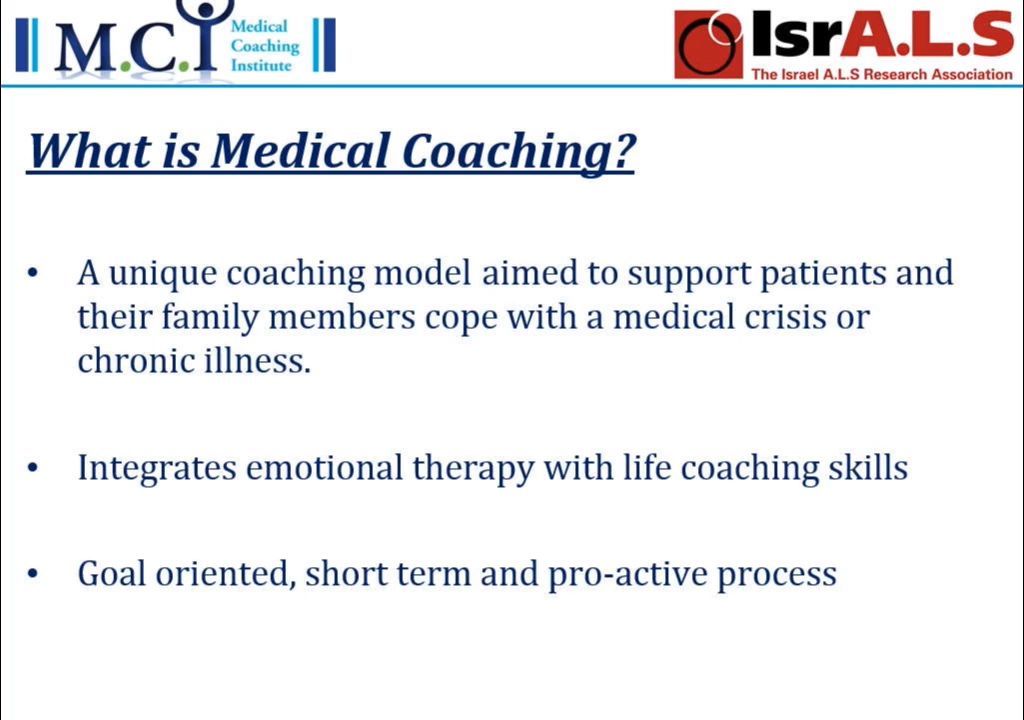 M.C.I
Medical
Coaching
Institute
IsrA.L.S
The Israel A.L.S Research Association
What is Medical Coaching?
• A unique coaching model aimed to support patients and
their family members cope with a medical crisis or
chronic illness.
• Integrates emotional therapy with life coaching skills
• Goal oriented, short term and pro-active process